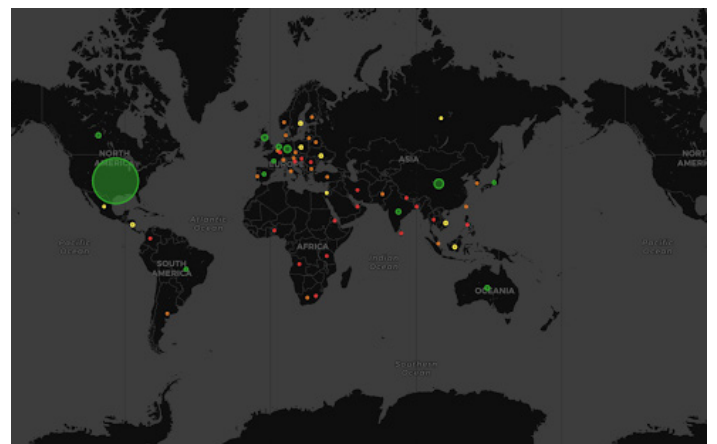 NORTH
AMERICA
NORTH
AMERICA
ASIA
EUROPE
Atlantic
Ocean
Pacific
Ocean
AFRICA
Indian
Ocean
Pacific
Ocean
SOUTH
AMERICA
OCEANIA
Southern
Ocean